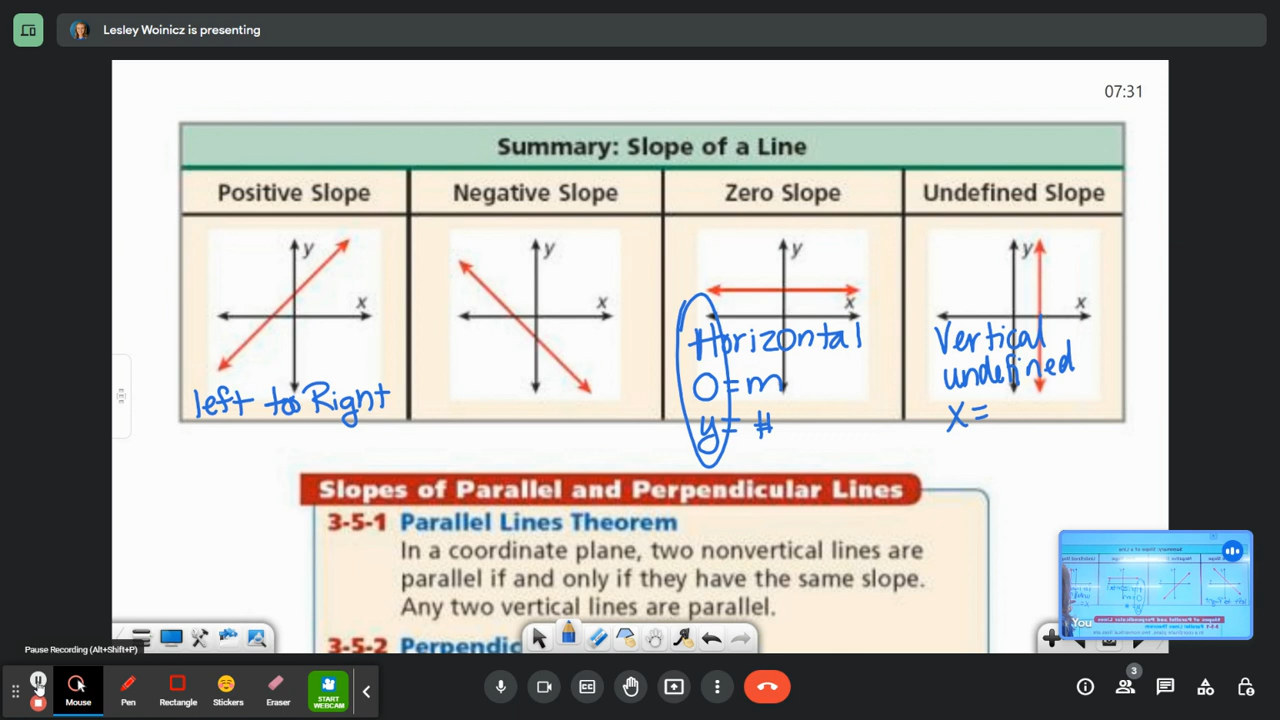 Lesley Woinicz is presenting
07:31
Summary: Slope of a Line
Positive Slope
Negative Slope
Zero Slope
Undefined Slope
y
x
left to Right
y
x
y
x
Horizontal
0 = m
y = #
y
x
Vertical
undefined
x =
Slopes of Parallel and Perpendicular Lines
3-5-1 Parallel Lines Theorem
In a coordinate plane, two nonvertical lines are
parallel if and only if they have the same slope.
Any two vertical lines are parallel.
3-5-2 Perpendic
You
Pause Recording (Alt+Shift+P)
Mouse
Pen
Rectangle
Stickers
Eraser
START
WEBCAM
CC
3